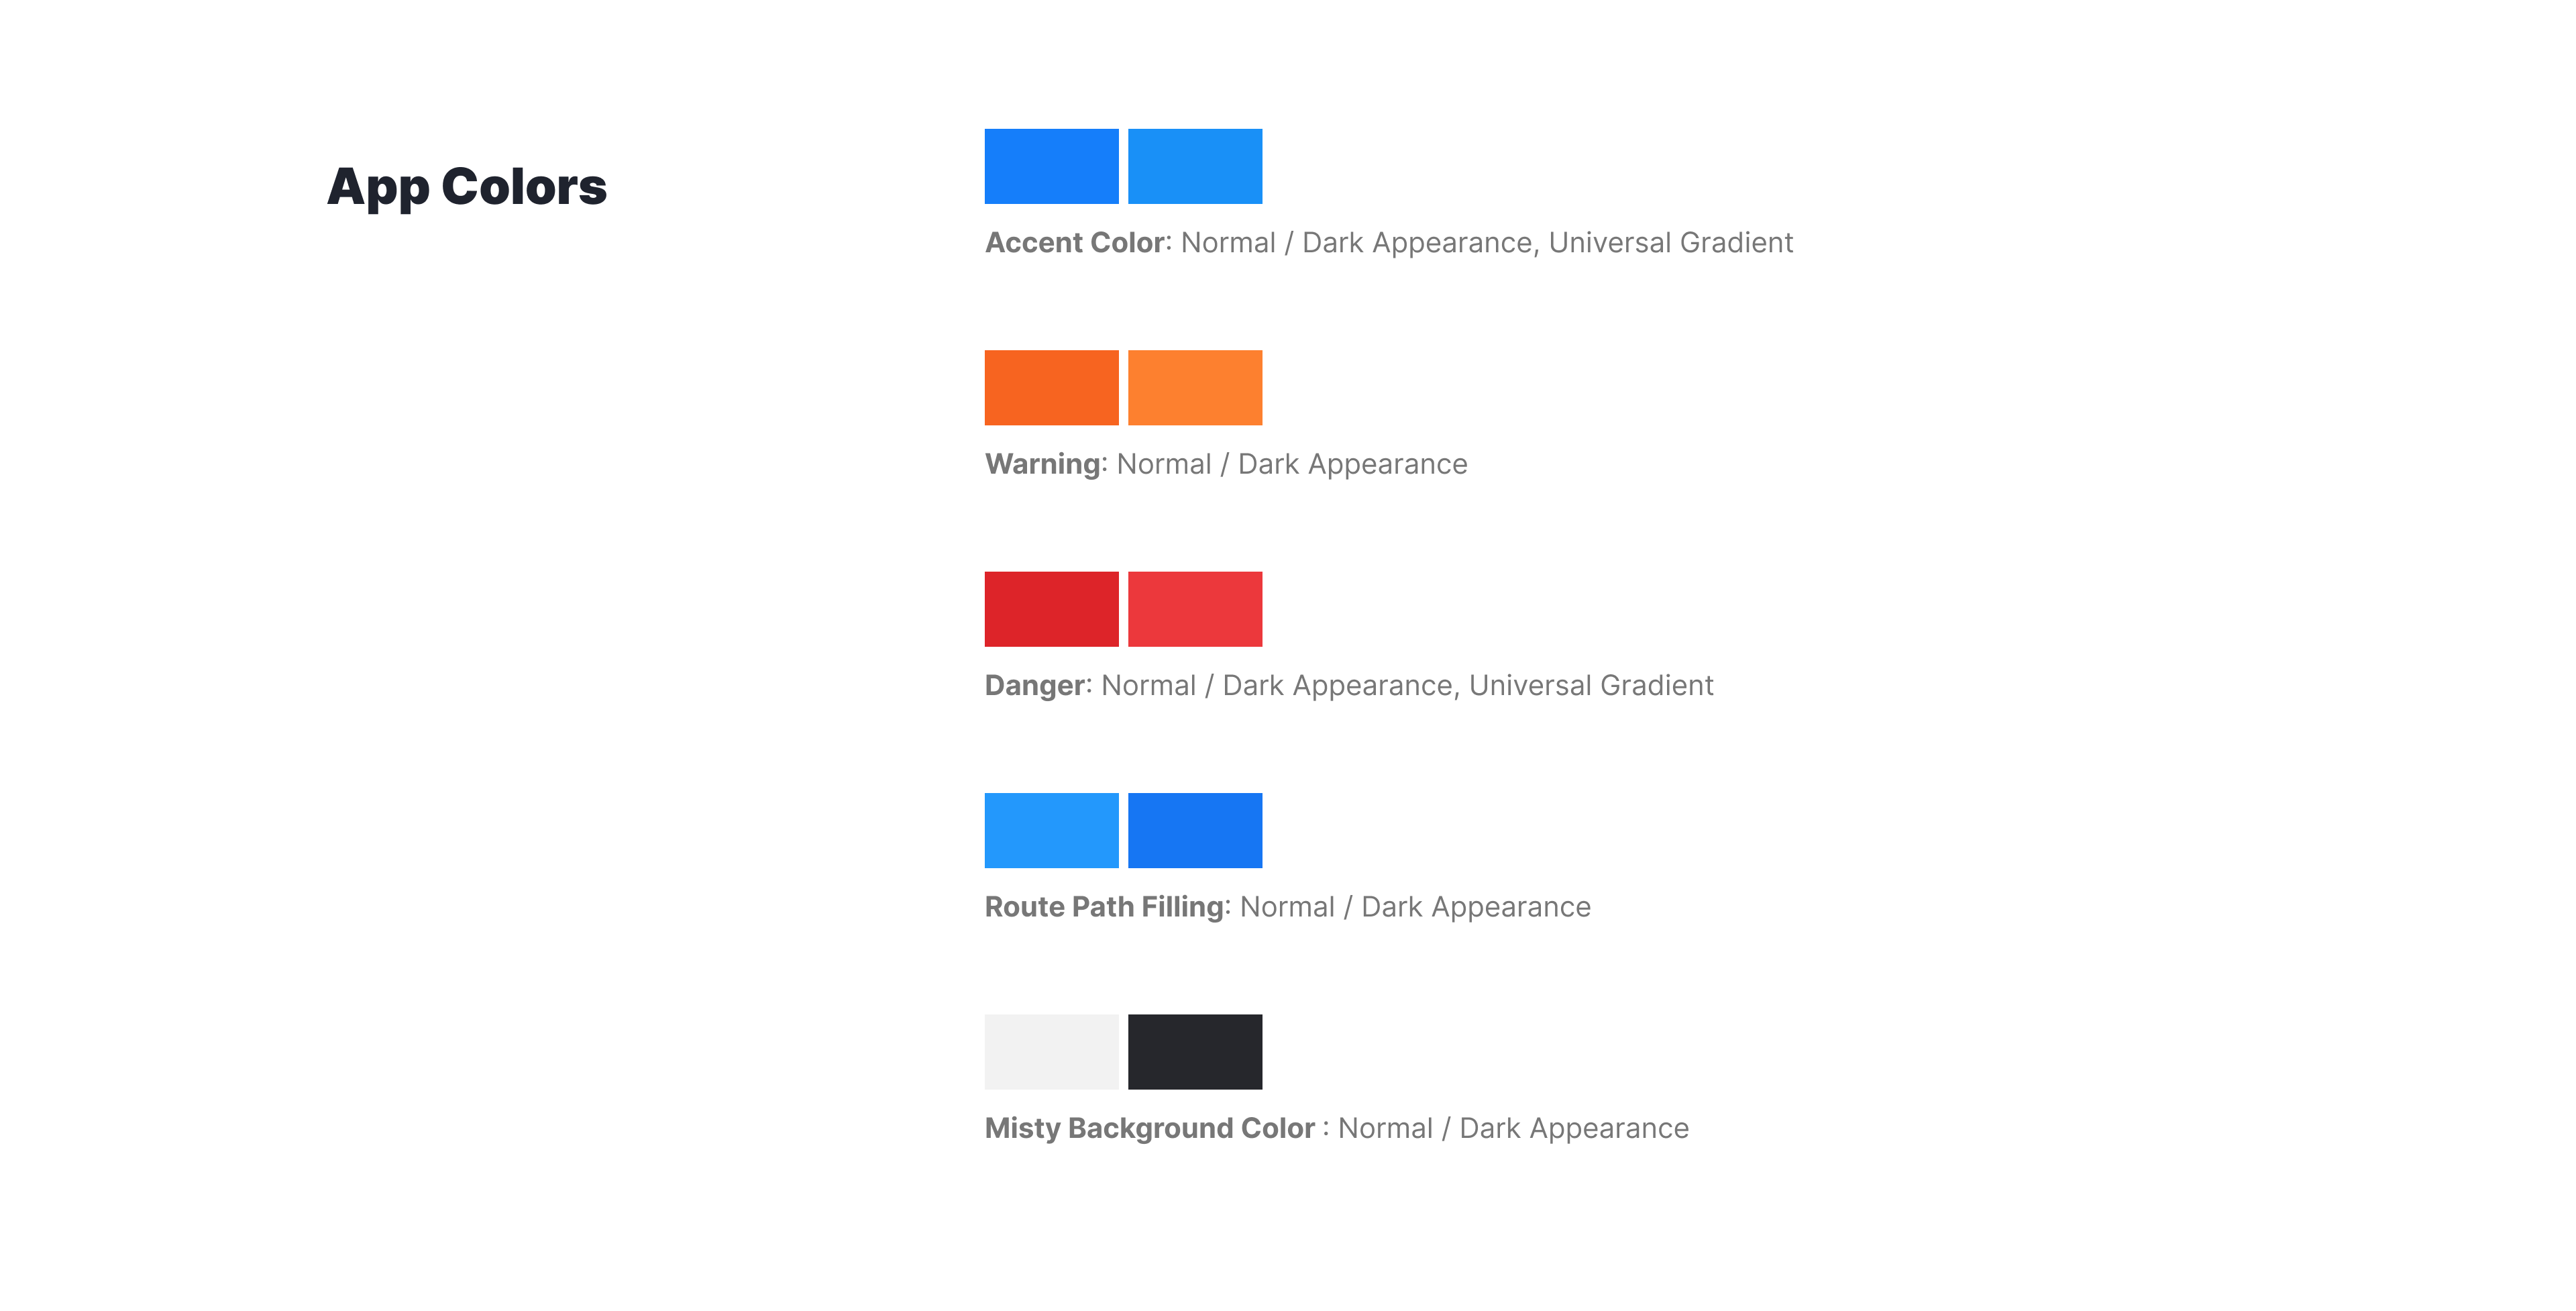 App Colors
Accent Color: Normal / Dark Appearance, Universal Gradient
Warning: Normal / Dark Appearance
Danger: Normal / Dark Appearance, Universal Gradient
Route Path Filling: Normal / Dark Appearance
Misty Background Color : Normal / Dark Appearance